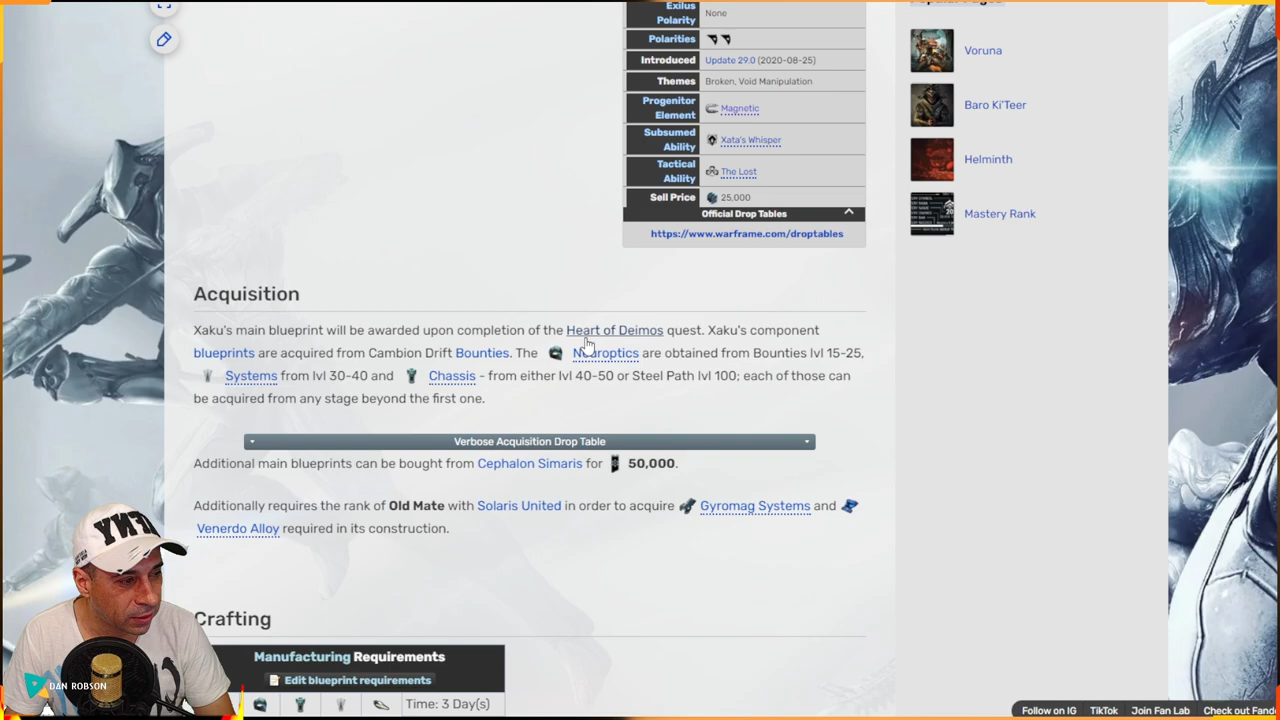 Exilus
Polarity
None
Polarities
Introduced Update 29.0 (2020-08-25)
Themes Broken, Void Manipulation
Progenitor
Element
Magnetic
Subsumed
Ability
Xata's Whisper
Tactical
Ability
The Lost
Sell Price 25,000
Official Drop Tables
https://www.warframe.com/droptables
Voruna
Baro Ki'Teer
Helminth
Mastery Rank
Acquisition
Xaku's main blueprint will be awarded upon completion of the Heart of Deimos quest. Xaku's component
blueprints are acquired from Cambion Drift Bounties. The Neuroptics are obtained from Bounties lvl 15-25,
Systems from lvl 30-40 and Chassis - from either lvl 40-50 or Steel Path lvl 100; each of those can
be acquired from any stage beyond the first one.
Verbose Acquisition Drop Table
Additional main blueprints can be bought from Cephalon Simaris for 50,000.
Additionally requires the rank of Old Mate with Solaris United in order to acquire Gyromag Systems and
Venerdo Alloy required in its construction.
Crafting
Manufacturing Requirements
Edit blueprint requirements
Time: 3 Day(s)
DAN ROBSON
Follow on IG TikTok Join Fan Lab Check out Fand